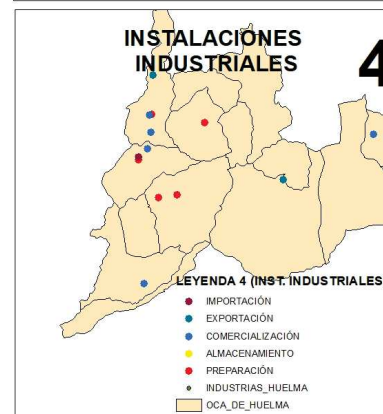 INSTALACIONES
INDUSTRIALES
4
LEYENDA 4 (INST. INDUSTRIALES
IMPORTACIÓN
EXPORTACIÓN
COMERCIALIZACIÓN
ALMACENAMIENTO
PREPARACIÓN
INDUSTRIAS_HUELMA
OCA_DE_HUELMA